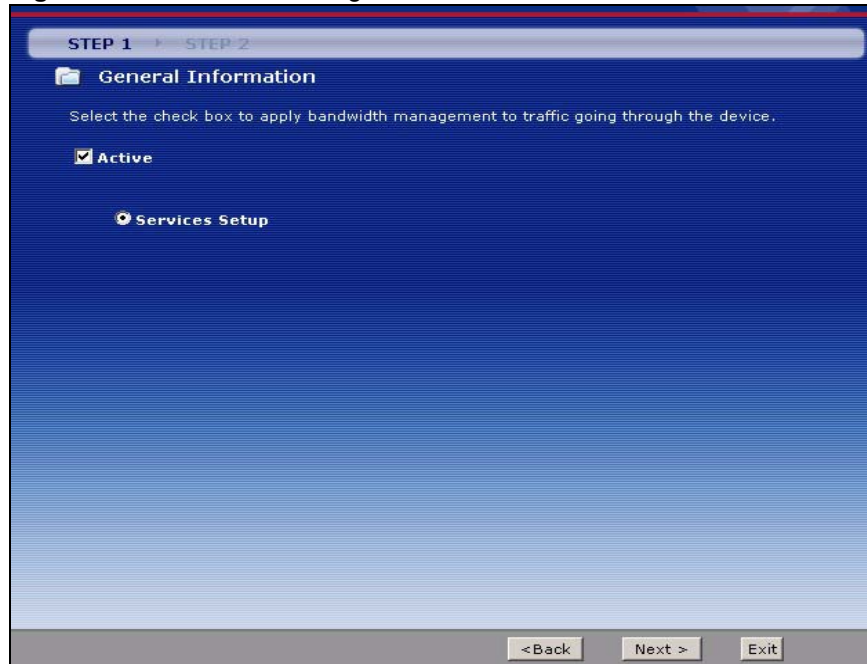 STEP 1 STEP 2
General Information
Select the check box to apply bandwidth management to traffic going through the device.
Active
Services Setup
<Back Next > Exit